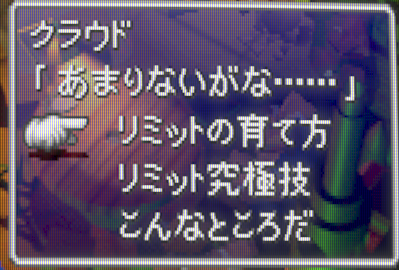 クラウド
「あまりないがな……」
リミットの育て方
リミット究極技
こんなところだ